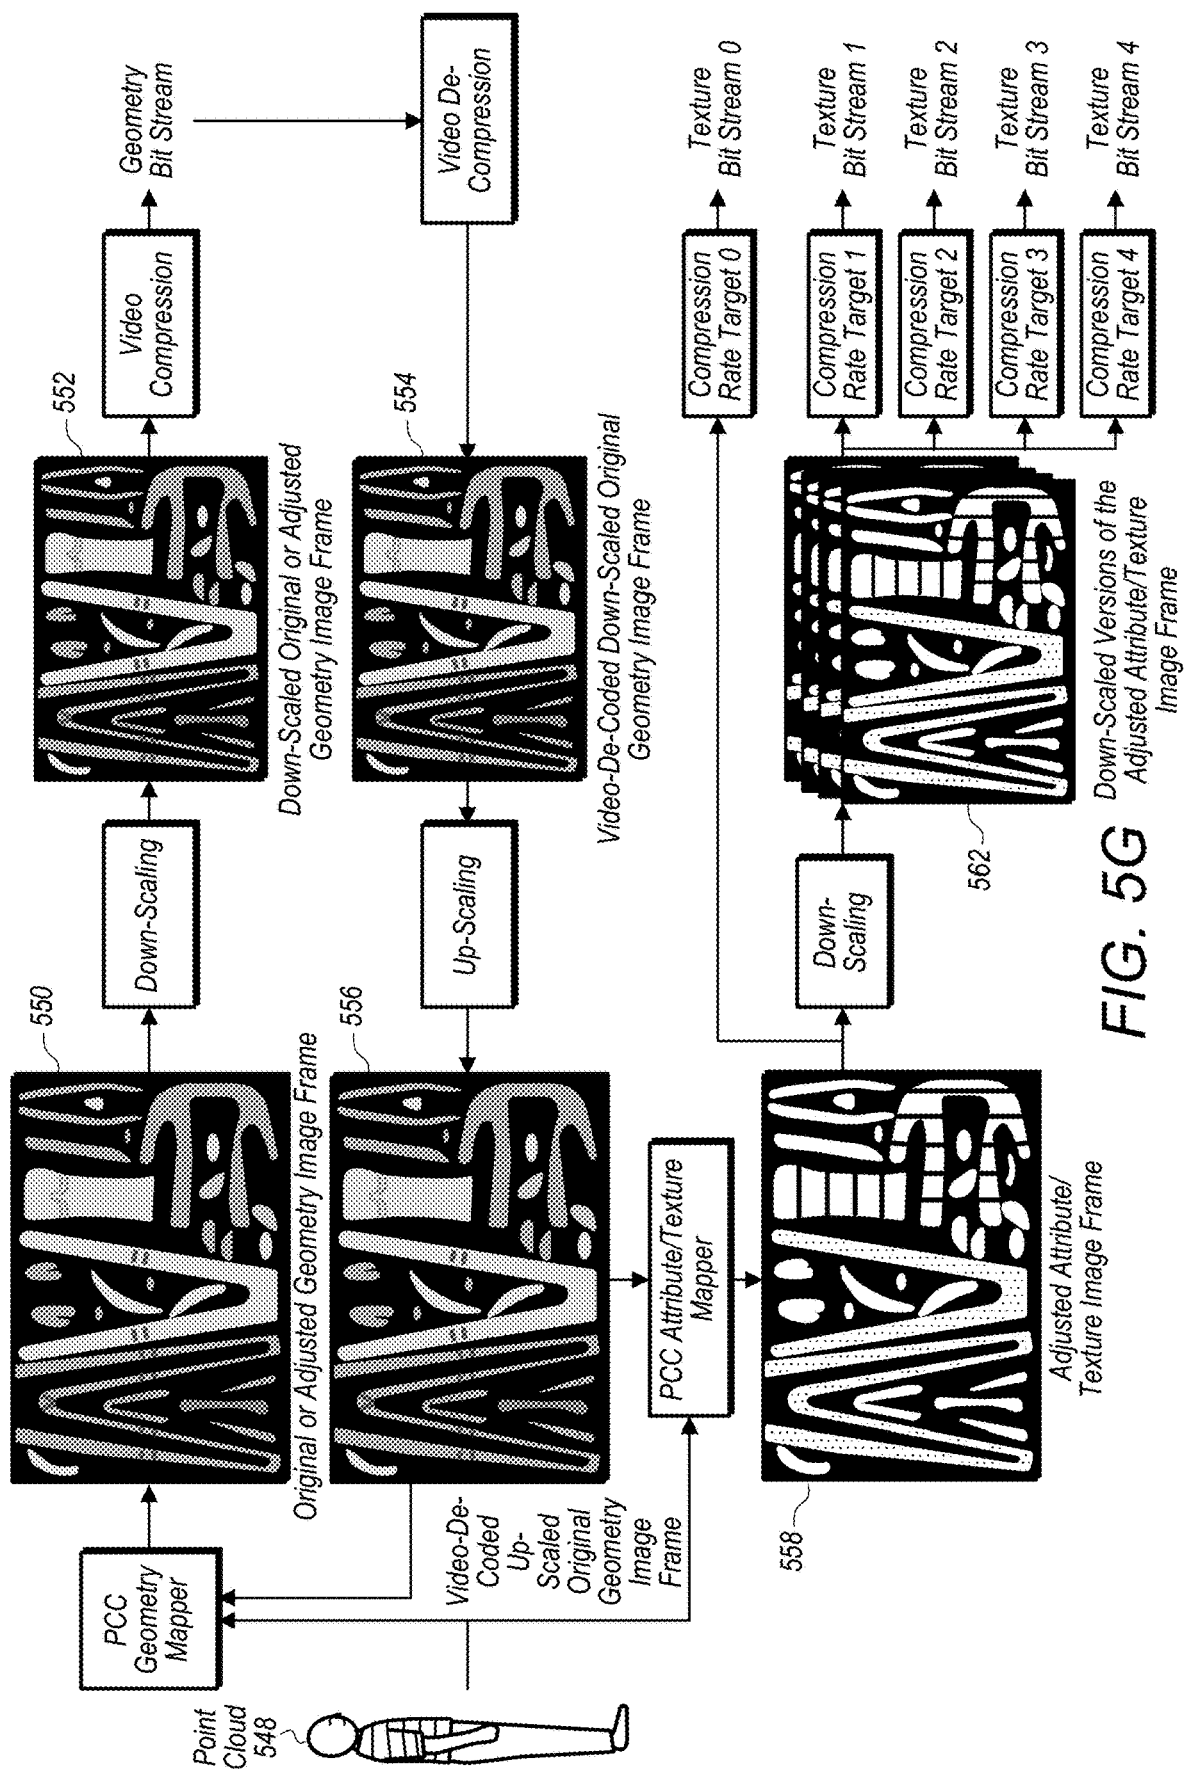 Point
Cloud
548
PCC
Geometry
Mapper
550
Original or Adjusted Geometry Image Frame
Down-Scaling
552
Down-Scaled Original or Adjusted
Geometry Image Frame
Video
Compression
Geometry
Bit Stream
Video De-
Compression
554
Video-De-Coded Down-Scaled Original
Geometry Image Frame
Up-Scaling
556
Video-De-
Coded
Up-
Scaled
Original
Geometry
Image
Frame
PCC Attribute/Texture
Mapper
558
Adjusted Attribute/
Texture Image Frame
Down-
Scaling
562
Down-Scaled Versions of the
Adjusted Attribute/Texture
Image Frame
Compression
Rate Target 0
Texture
Bit Stream 0
Compression
Rate Target 1
Texture
Bit Stream 1
Compression
Rate Target 2
Texture
Bit Stream 2
Compression
Rate Target 3
Texture
Bit Stream 3
Compression
Rate Target 4
Texture
Bit Stream 4
FIG. 5G